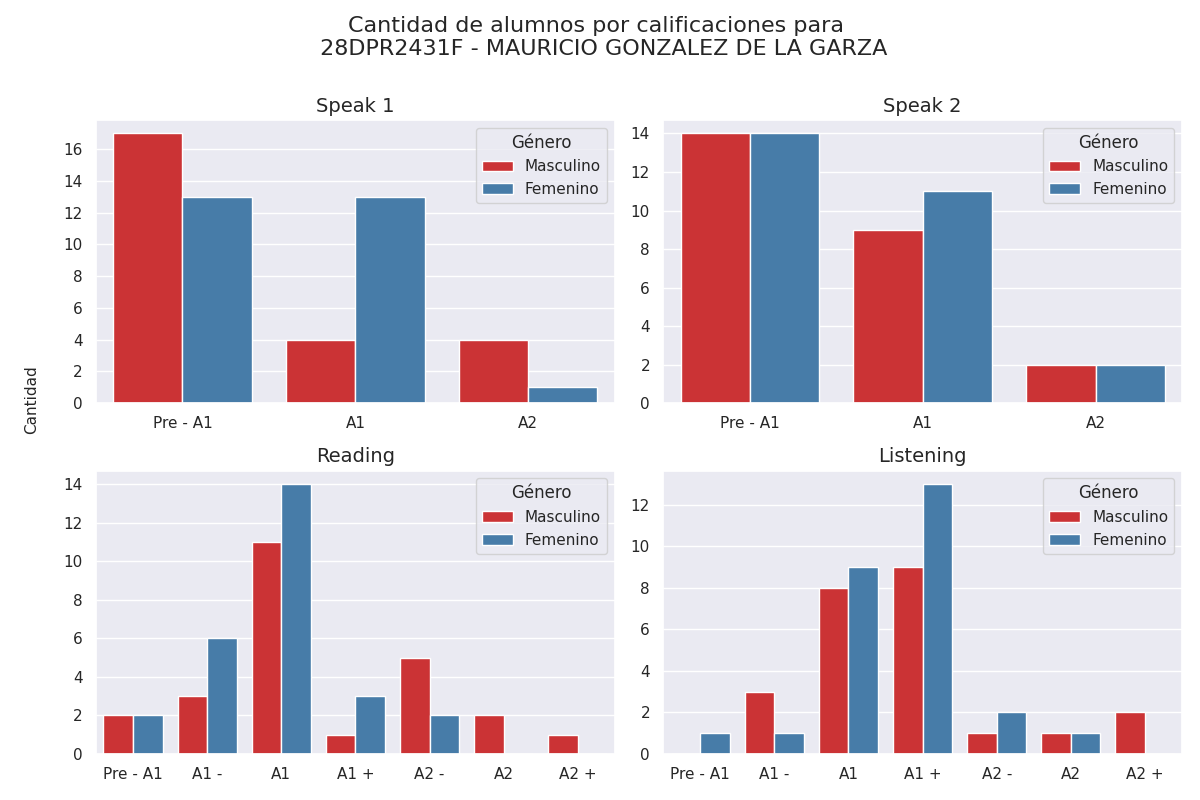 Cantidad de alumnos por calificaciones para
28DPR2431F - MAURICIO GONZALEZ DE LA GARZA
Cantidad
Speak 1
16
14
12
10
8
6
4
2
0
Pre - A1
A1
A2
Género
Masculino
Femenino
Speak 2
14
12
10
8
6
4
2
0
Pre - A1
A1
A2
Género
Masculino
Femenino
Reading
14
12
10
8
6
4
2
0
Pre - A1
A1 -
A1
A1 +
A2 -
A2
A2 +
Género
Masculino
Femenino
Listening
12
10
8
6
4
2
0
Pre - A1
A1 -
A1
A1 +
A2 -
A2
A2 +
Género
Masculino
Femenino